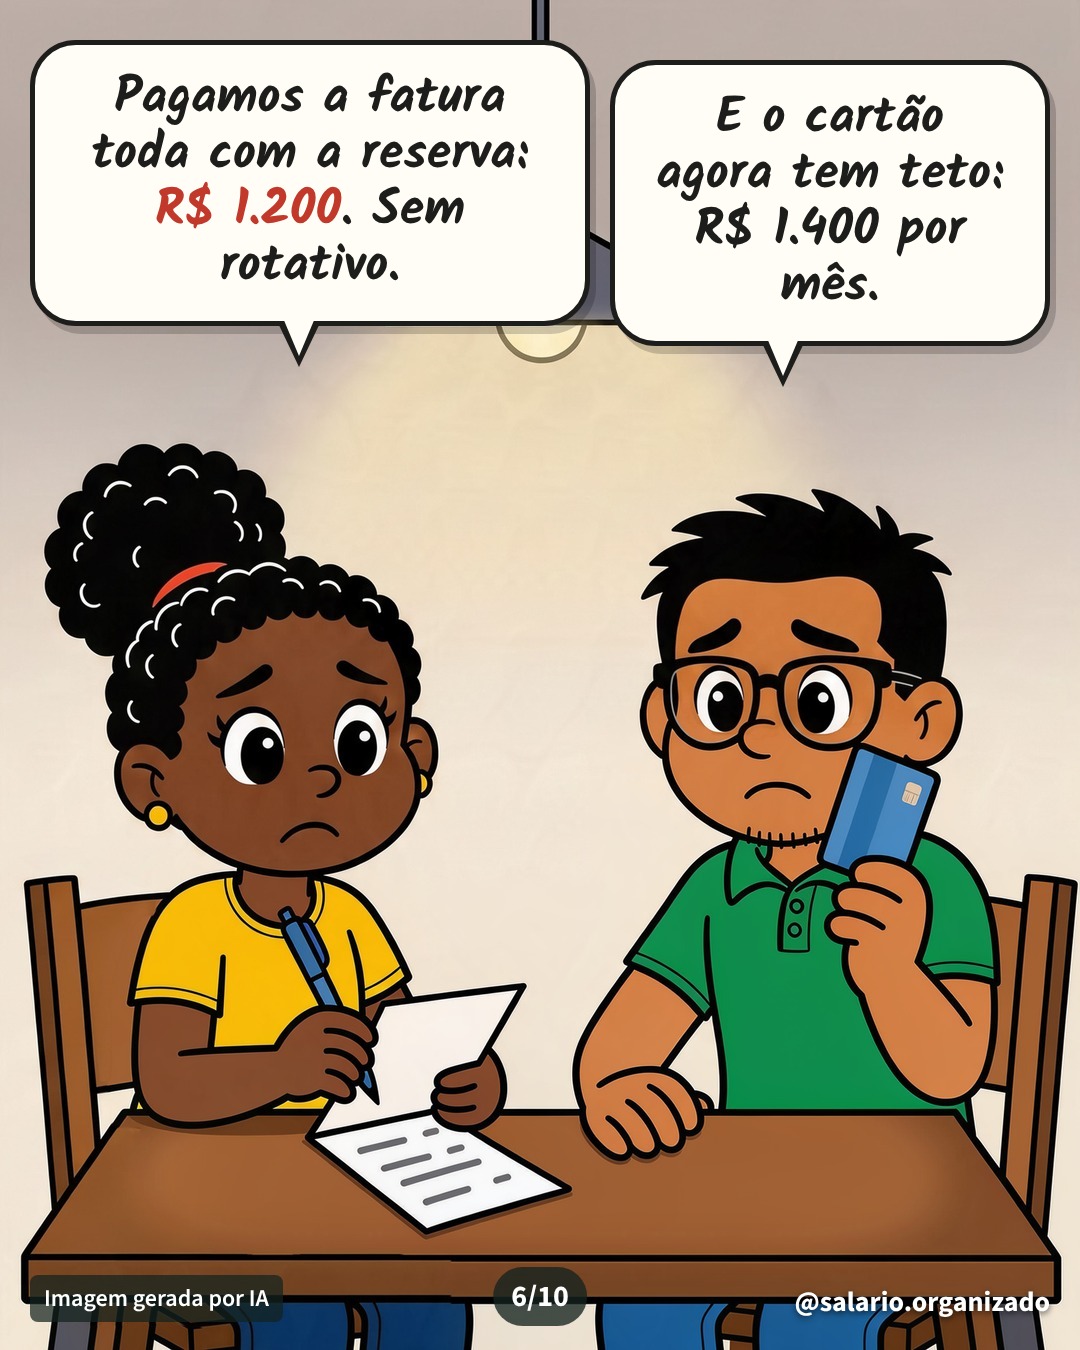 Pagamos a fatura
toda com a reserva:
R$ 1.200. Sem
rotativo.
E o cartão
agora tem teto:
R$ 1.400 por
mês.
Imagem gerada por IA
6/10
@salario.organizado